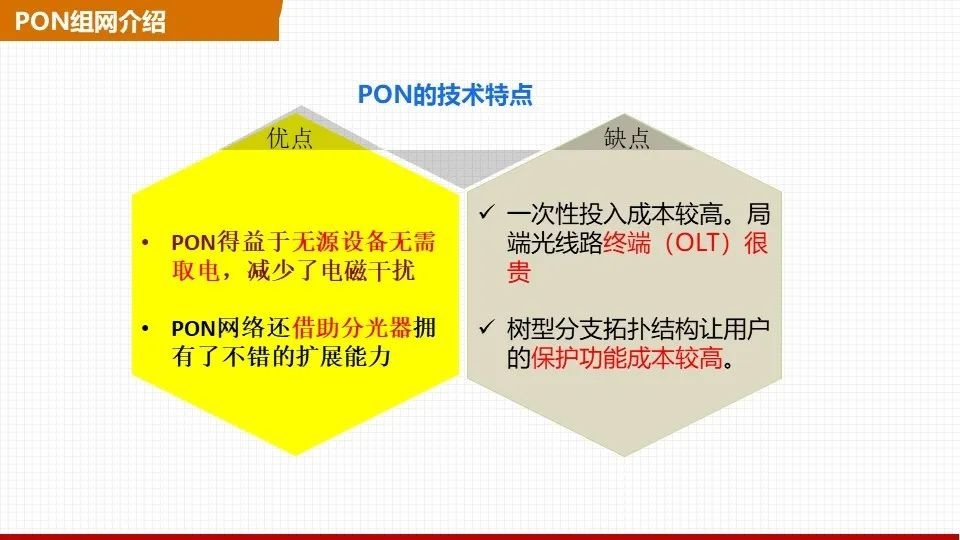 PON组网介绍
PON的技术特点
优点
• PON得益于无源设备无需
取电，减少了电磁干扰
• PON网络还借助分光器拥
有了不错的扩展能力
缺点
✓ 一次性投入成本较高。局
端光线路终端（OLT）很
贵
✓ 树型分支拓扑结构让用户
的保护功能成本较高。